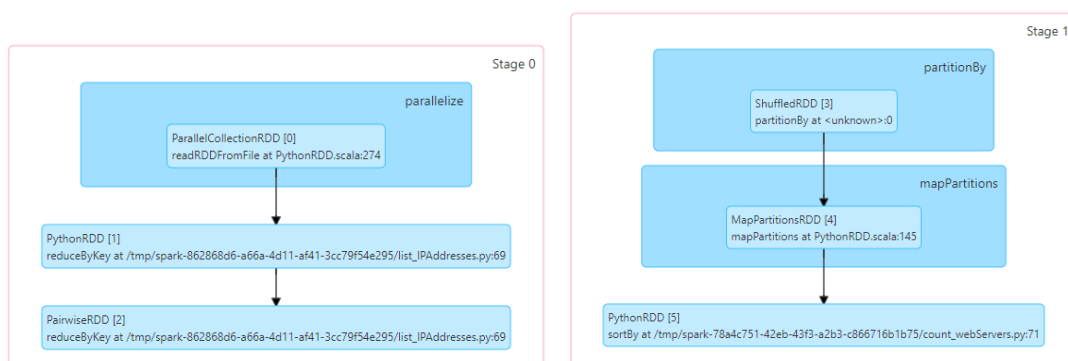 Stage 0
parallelize
ParallelCollectionRDD [0]
readRDDFromFile at PythonRDD.scala:274
PythonRDD [1]
reduceByKey at /tmp/spark-862868d6-a66a-4d11-af41-3cc79f54e295/list_IPAddresses.py:69
PairwiseRDD [2]
reduceByKey at /tmp/spark-862868d6-a66a-4d11-af41-3cc79f54e295/list_IPAddresses.py:69
Stage 1
partitionBy
ShuffledRDD [3]
partitionBy at <unknown>:0
mapPartitions
MapPartitionsRDD [4]
mapPartitions at PythonRDD.scala:145
PythonRDD [5]
sortBy at /tmp/spark-78a4c751-42eb-43f3-a2b3-c866716b1b75/count_webServers.py:71